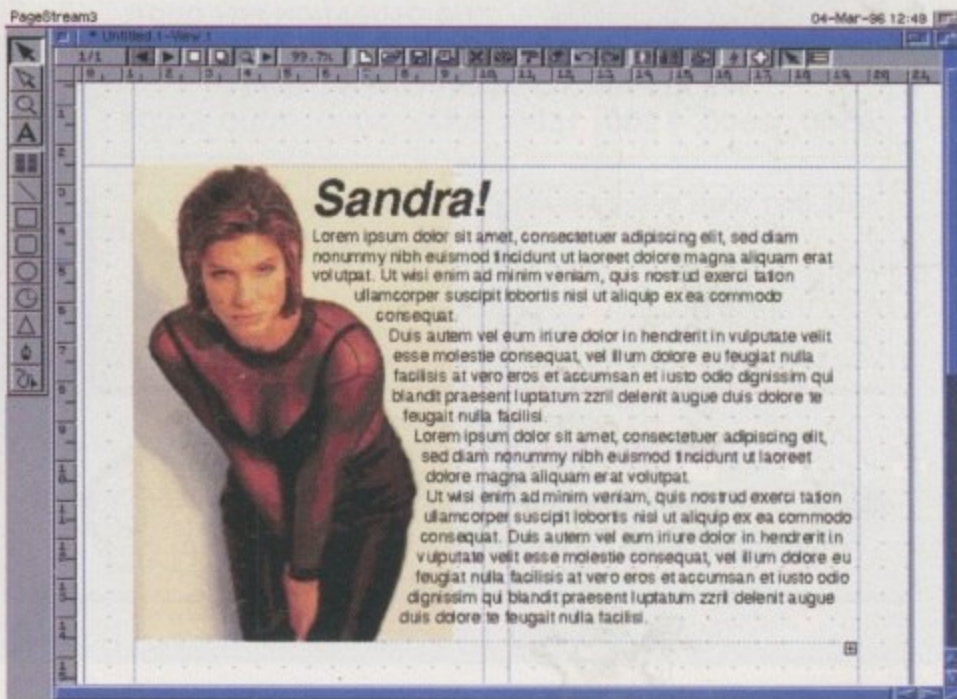 PageStream3
04-Mar-96 12:49
* Untitled 1-View 1
1/1
99.7%
Sandra!
Lorem ipsum dolor sit amet, consectetuer adipiscing elit, sed diam
nonummy nibh euismod tincidunt ut laoreet dolore magna aliquam erat
volutpat. Ut wisi enim ad minim veniam, quis nostrud exerci tation
ullamcorper suscipit lobortis nisl ut aliquip ex ea commodo
consequat.
Duis autem vel eum iriure dolor in hendrerit in vulputate velit
esse molestie consequat, vel illum dolore eu feugiat nulla
facilisis at vero eros et accumsan et iusto odio dignissim qui
blandit praesent luptatum zzril delenit augue duis dolore te
feugait nulla facilisi.
Lorem ipsum dolor sit amet, consectetuer adipiscing elit,
sed diam nonummy nibh euismod tincidunt ut laoreet
dolore magna aliquam erat volutpat.
Ut wisi enim ad minim veniam, quis nostrud exerci tation
ullamcorper suscipit lobortis nisl ut aliquip ex ea commodo
consequat. Duis autem vel eum iriure dolor in hendrerit in
vulputate velit esse molestie consequat, vel illum dolore eu
feugiat nulla facilisis at vero eros et accumsan et iusto odio
dignissim qui blandit praesent luptatum zzril delenit augue
duis dolore te feugait nulla facilisi.